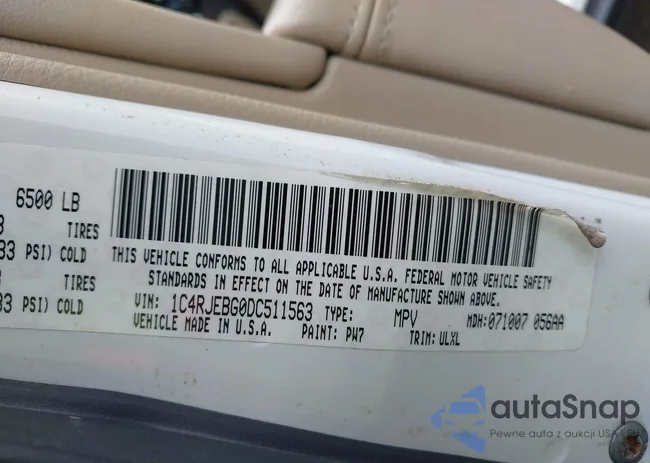 6500 LB
TIRES
33 PSI) COLD
TIRES
33 PSI) COLD
THIS VEHICLE CONFORMS TO ALL APPLICABLE U.S.A. FEDERAL MOTOR VEHICLE SAFETY
STANDARDS IN EFFECT ON THE DATE OF MANUFACTURE SHOWN ABOVE.
VIN: 1C4RJEBG0DC511563 TYPE: MPV MDH:071007 056AA
VEHICLE MADE IN U.S.A. PAINT: PW7 TRIM: ULXL
autaSnap
Pewne auta z aukcji USA i EU